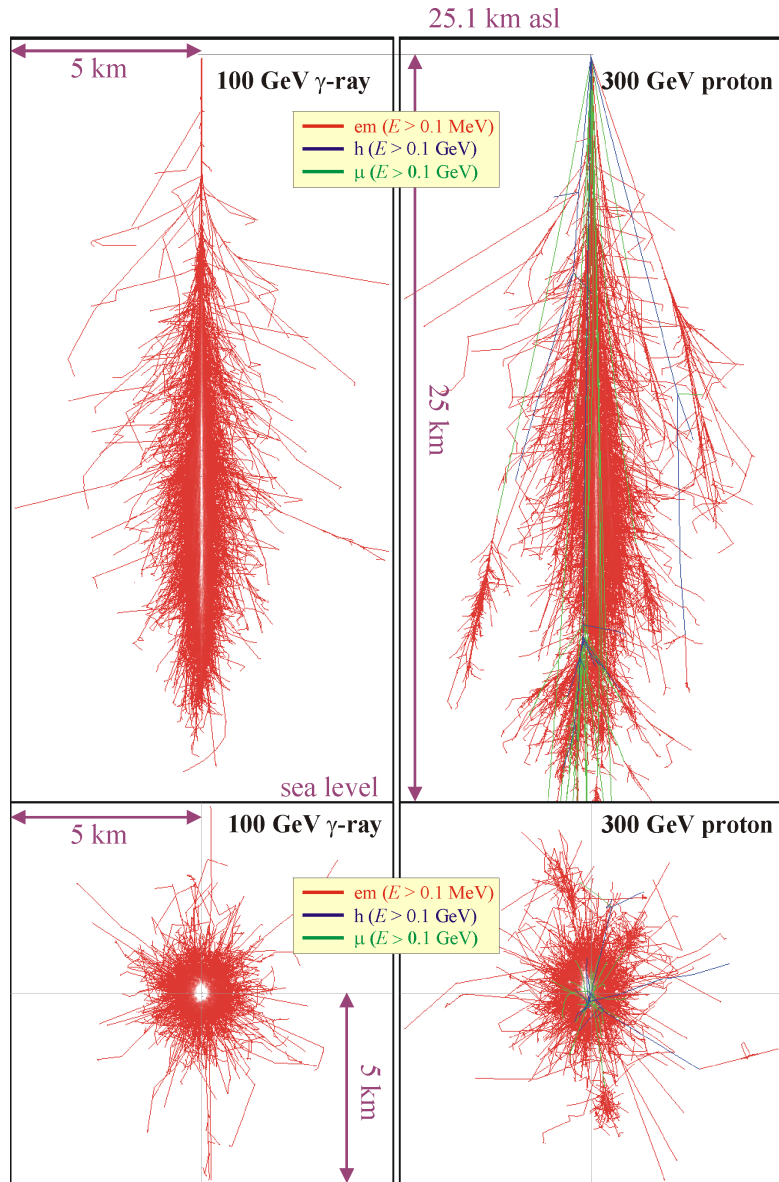 25.1 km asl
5 km
100 GeV γ-ray
300 GeV proton
em (E > 0.1 MeV)
h (E > 0.1 GeV)
μ (E > 0.1 GeV)
25 km
sea level
5 km
100 GeV γ-ray
300 GeV proton
em (E > 0.1 MeV)
h (E > 0.1 GeV)
μ (E > 0.1 GeV)
5 km